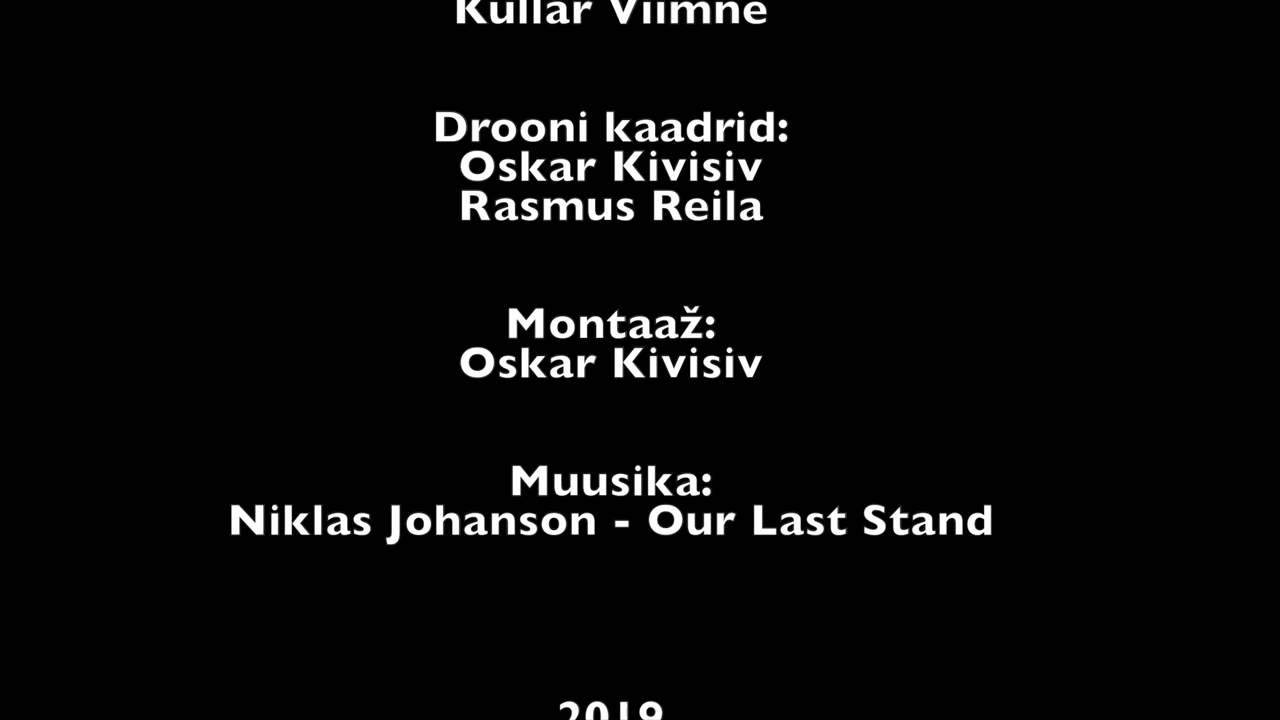 Kullar Viimne
Drooni kaadrid:
Oskar Kivisiv
Rasmus Reila
Montaaž:
Oskar Kivisiv
Muusika:
Niklas Johanson - Our Last Stand
2019